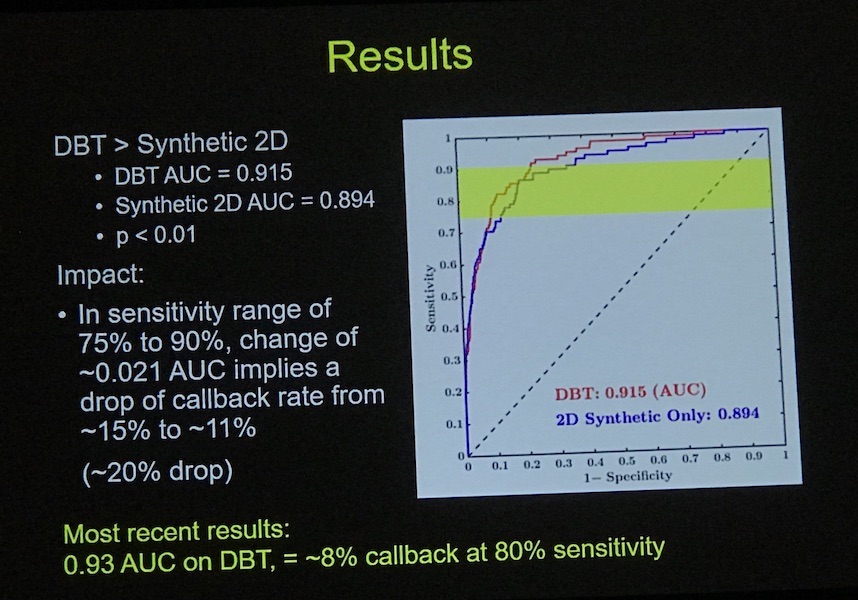 Results
DBT > Synthetic 2D
• DBT AUC = 0.915
• Synthetic 2D AUC = 0.894
• p < 0.01
Impact:
• In sensitivity range of
75% to 90%, change of
~0.021 AUC implies a
drop of callback rate from
~15% to ~11%
(~20% drop)
1
0.9
0.8
0.7
0.6
0.5
0.4
0.3
0.2
0.1
0
Sensitivity
DBT: 0.915 (AUC)
2D Synthetic Only: 0.894
0 0.1 0.2 0.3 0.4 0.5 0.6 0.7 0.8 0.9 1
1− Specificity
Most recent results:
0.93 AUC on DBT, = ~8% callback at 80% sensitivity